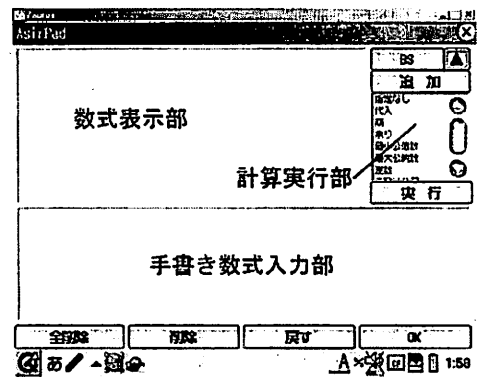 AsirPad
BS
追 加
数式表示部
指定なし
代入
商
余り
最小公倍数
最大公約数
計算実行部
実 行
手書き数式入力部
全削除 削除 戻す OK
あ
A
1:58